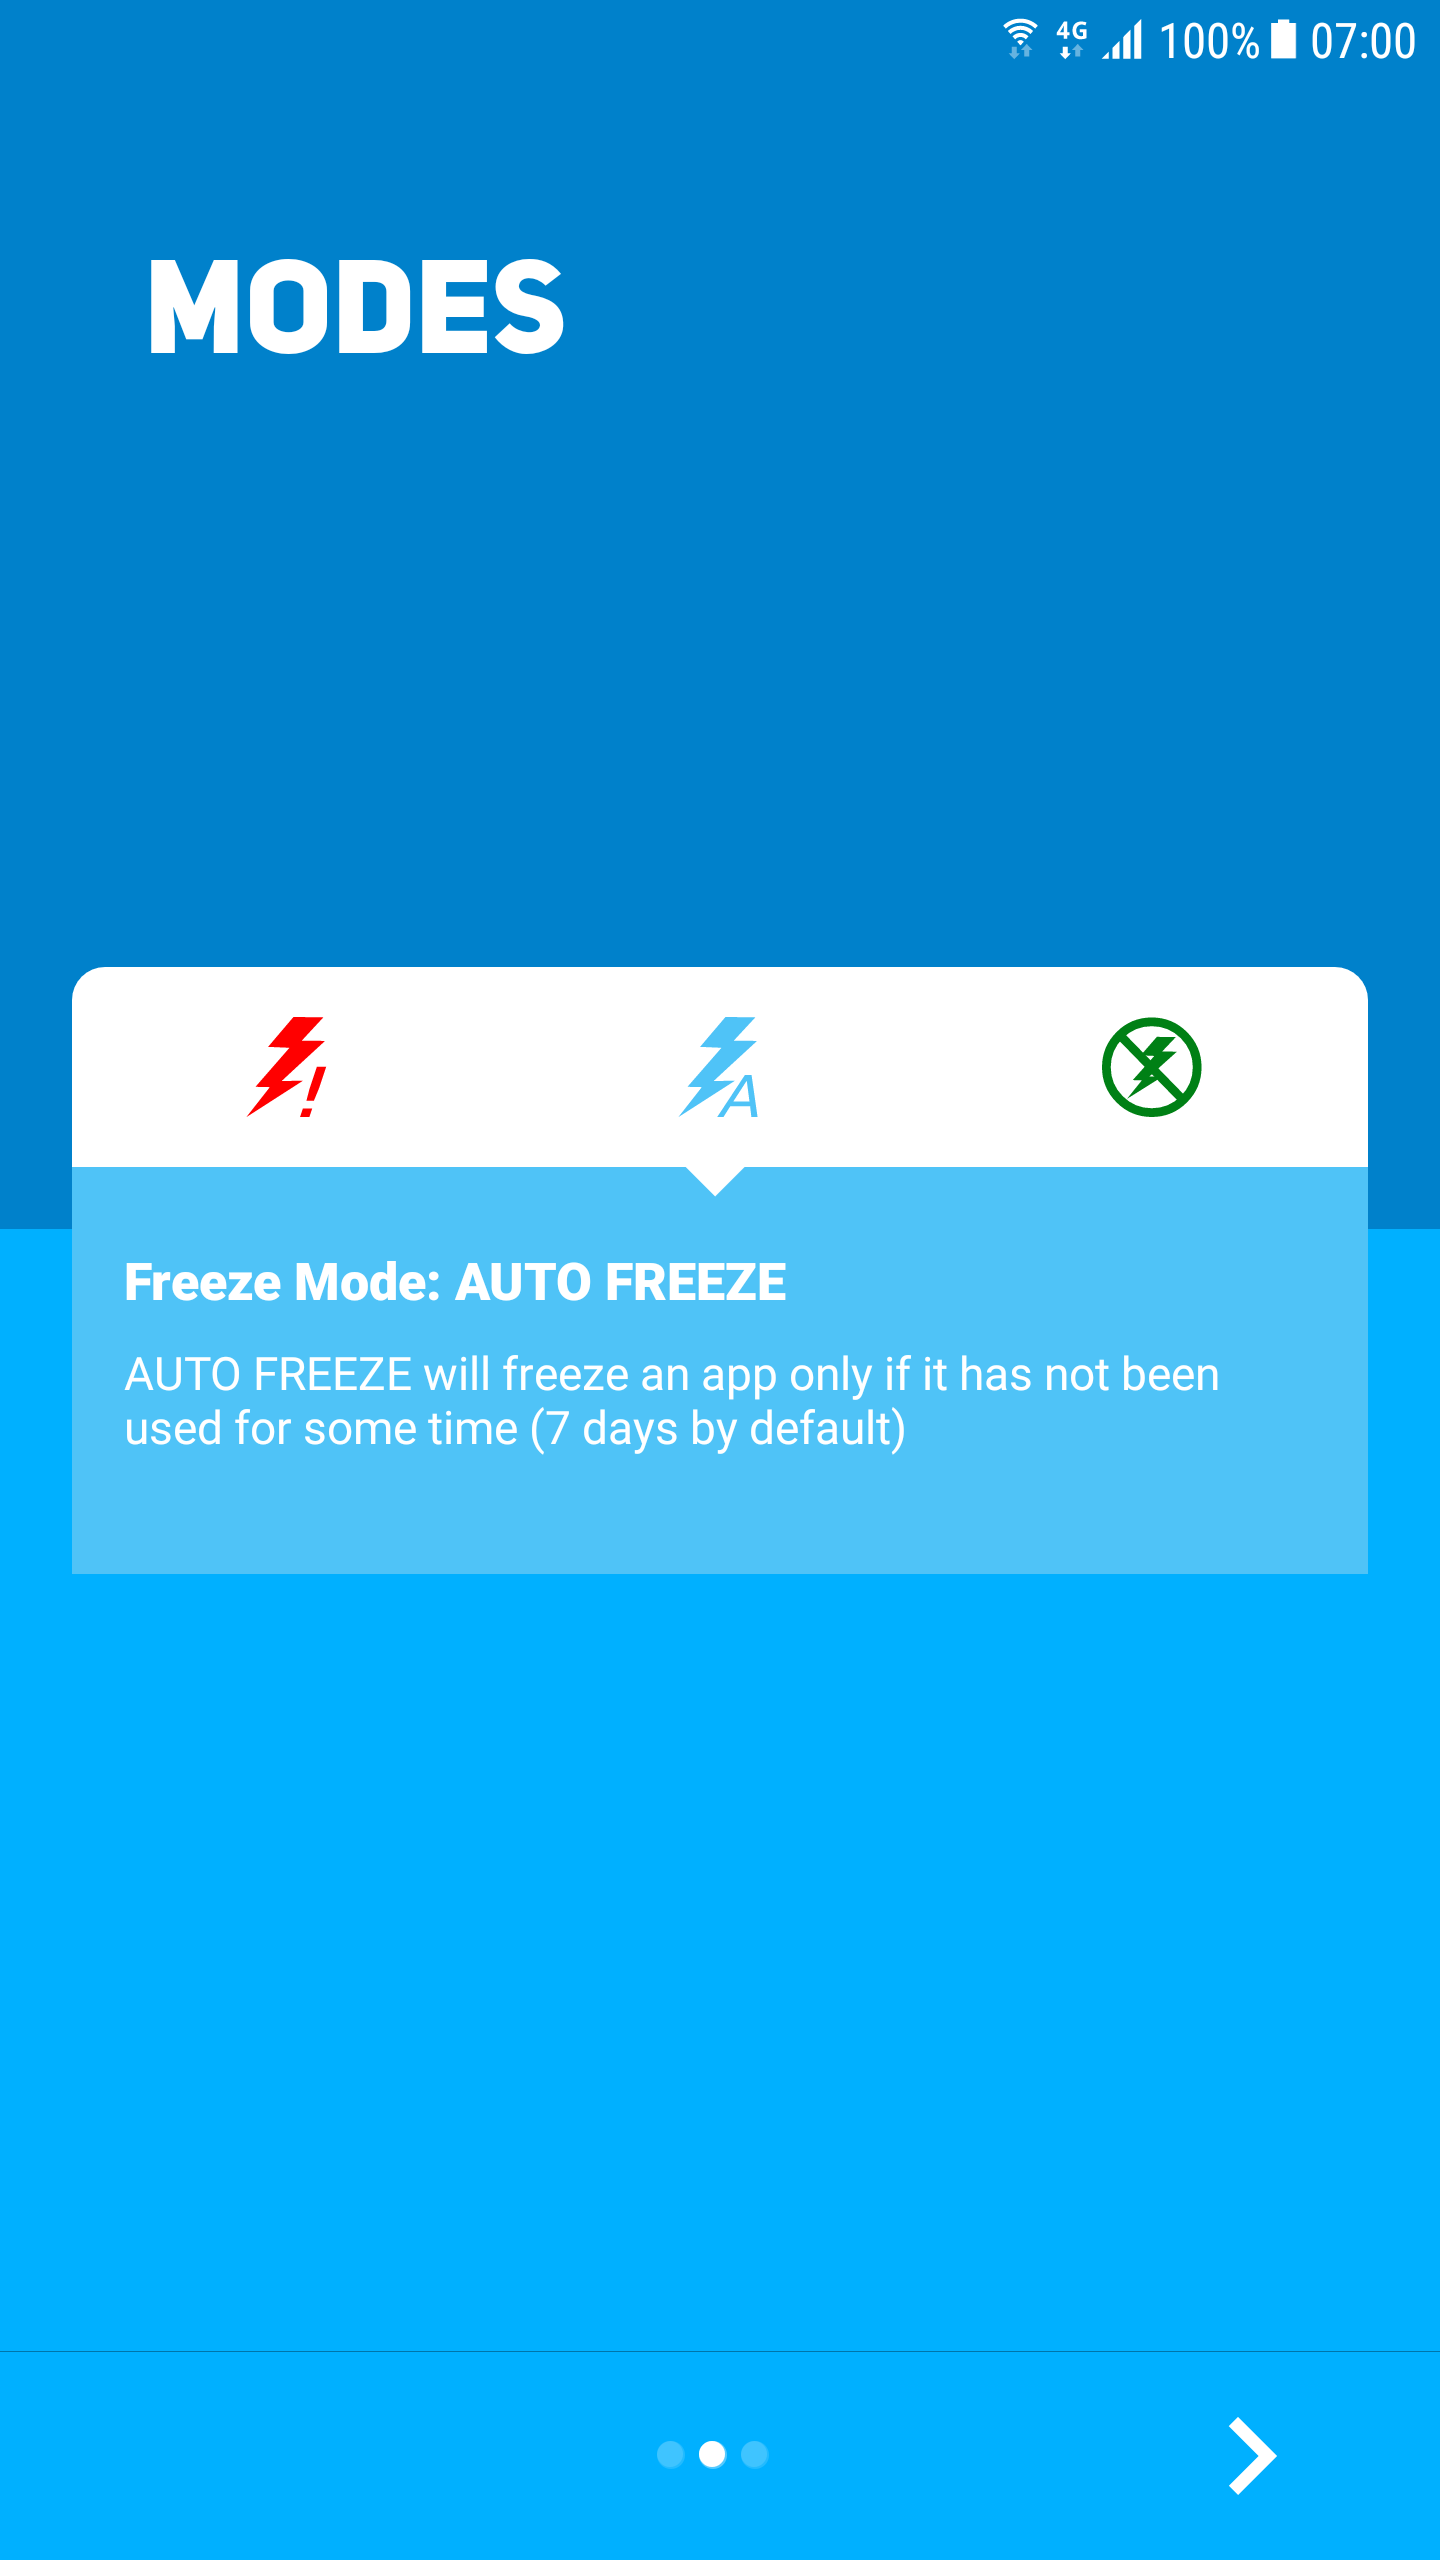 4G 100% 07:00
MODES
! A
Freeze Mode: AUTO FREEZE
AUTO FREEZE will freeze an app only if it has not been
used for some time (7 days by default)